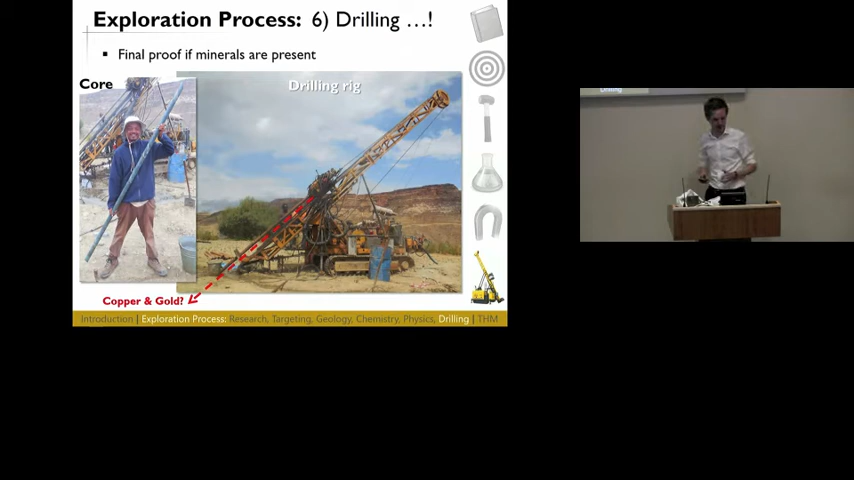 Exploration Process: 6) Drilling ...!
▪ Final proof if minerals are present
Core
Drilling rig
Copper & Gold?
Introduction | Exploration Process: Research, Targeting, Geology, Chemistry, Physics, Drilling | THM
Drilling